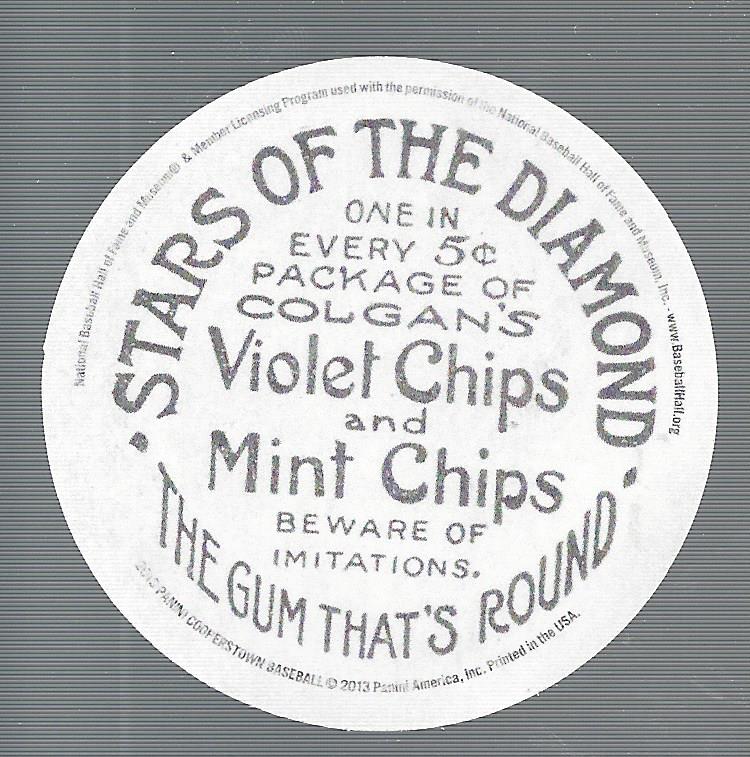 National Baseball Hall of Fame and Museum® & Member Licensing Program used with the permission of the National Baseball Hall of Fame and Museum, Inc. - www.BaseballHall.org
• STARS OF THE DIAMOND •
ONE IN
EVERY 5¢
PACKAGE OF
COLGAN'S
Violet Chips
and
Mint Chips
BEWARE OF
IMITATIONS.
THE GUM THAT'S ROUND
2013 PANINI COOPERSTOWN BASEBALL © 2013 Panini America, Inc. Printed in the USA.